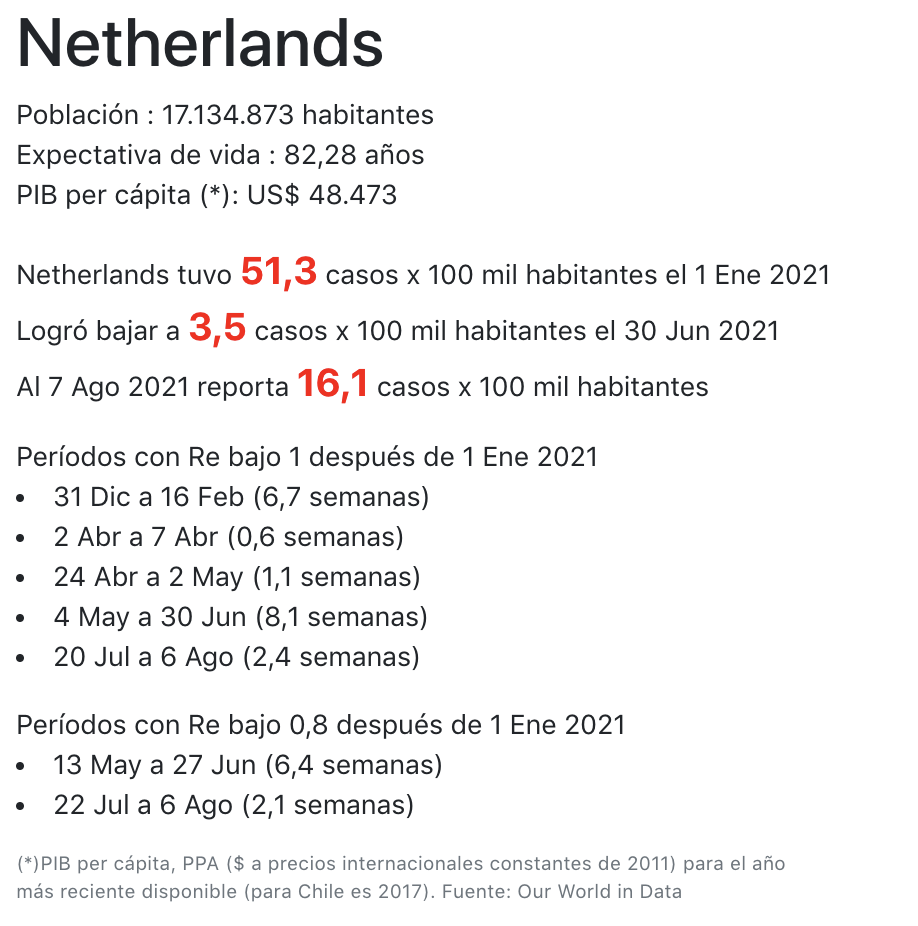 Netherlands
Población : 17.134.873 habitantes
Expectativa de vida : 82,28 años
PIB per cápita (*): US$ 48.473
Netherlands tuvo 51,3 casos x 100 mil habitantes el 1 Ene 2021
Logró bajar a 3,5 casos x 100 mil habitantes el 30 Jun 2021
Al 7 Ago 2021 reporta 16,1 casos x 100 mil habitantes
Períodos con Re bajo 1 después de 1 Ene 2021
• 31 Dic a 16 Feb (6,7 semanas)
• 2 Abr a 7 Abr (0,6 semanas)
• 24 Abr a 2 May (1,1 semanas)
• 4 May a 30 Jun (8,1 semanas)
• 20 Jul a 6 Ago (2,4 semanas)
Períodos con Re bajo 0,8 después de 1 Ene 2021
• 13 May a 27 Jun (6,4 semanas)
• 22 Jul a 6 Ago (2,1 semanas)
(*)PIB per cápita, PPA ($ a precios internacionales constantes de 2011) para el año
más reciente disponible (para Chile es 2017). Fuente: Our World in Data